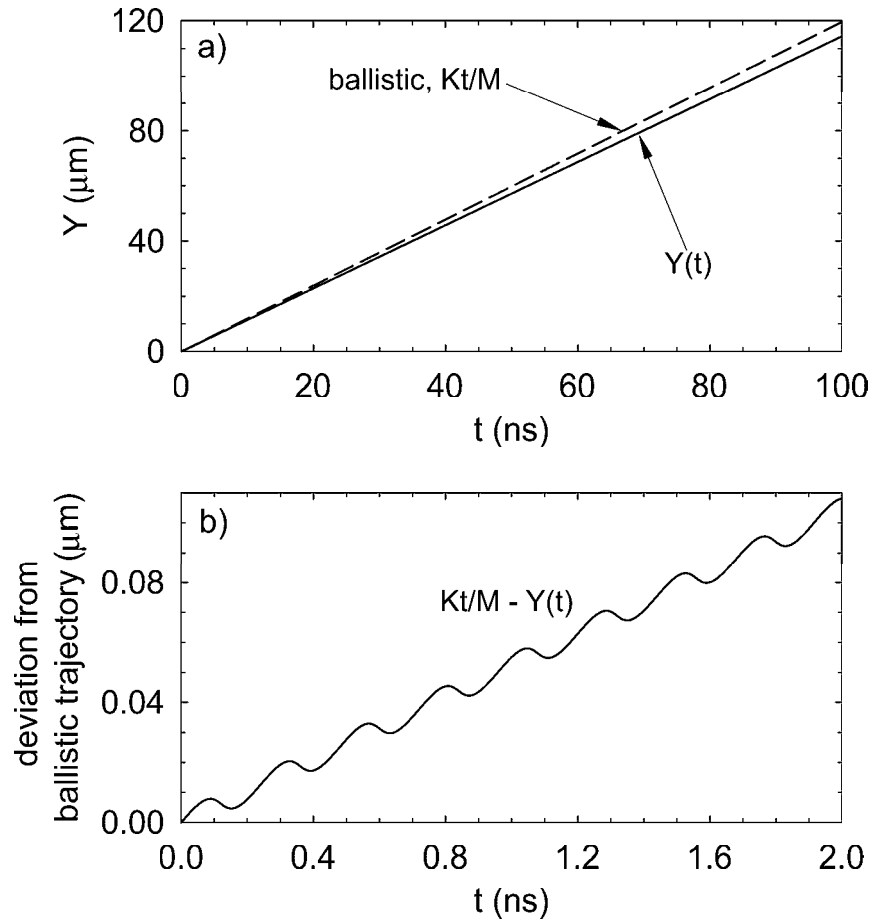 a)
120
80
40
0
Y (μm)
ballistic, Kt/M
Y(t)
0 20 40 60 80 100
t (ns)
b)
0.08
0.04
0.00
deviation from
ballistic trajectory (μm)
Kt/M - Y(t)
0.0 0.4 0.8 1.2 1.6 2.0
t (ns)